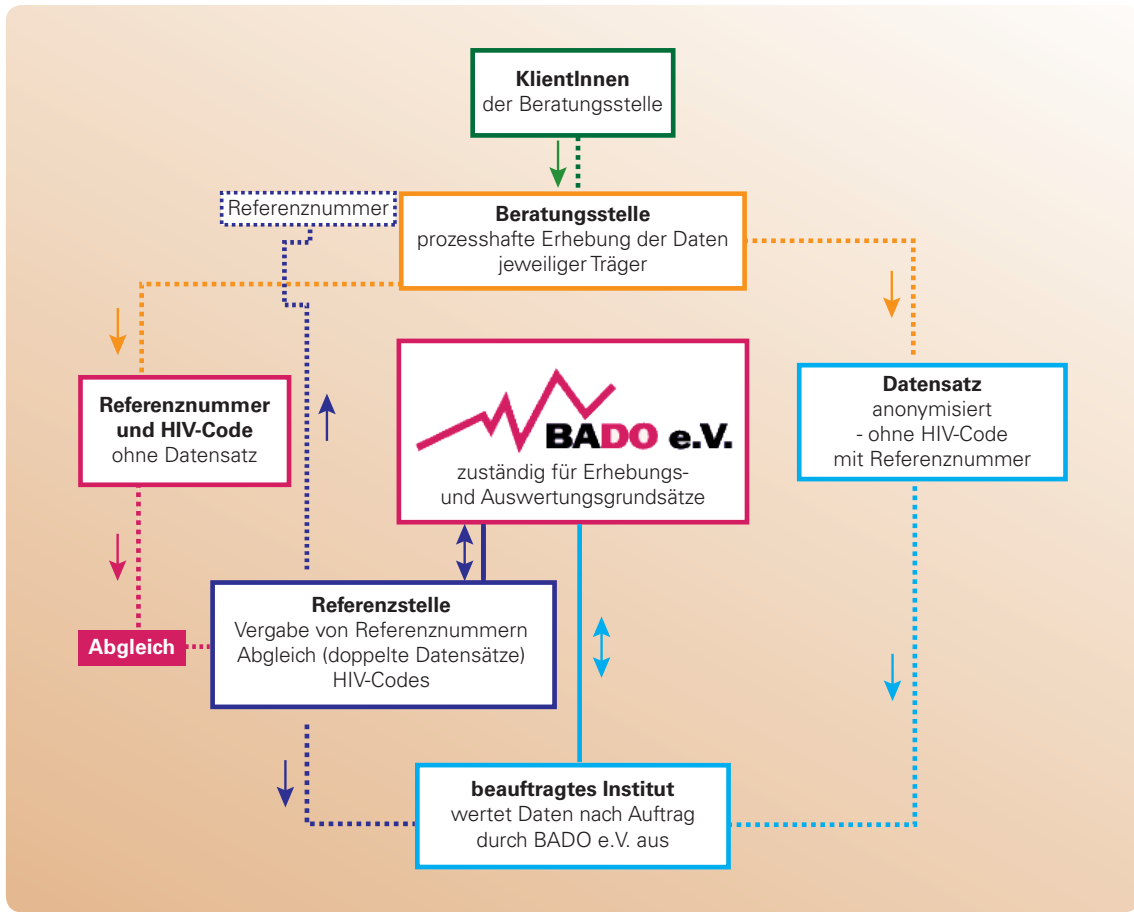 KlientInnen
der Beratungsstelle
Referenznummer
Beratungsstelle
prozesshafte Erhebung der Daten
jeweiliger Träger
Referenznummer
und HIV-Code
ohne Datensatz
BADO e.V.
zuständig für Erhebungs-
und Auswertungsgrundsätze
Datensatz
anonymisiert
- ohne HIV-Code
mit Referenznummer
Abgleich
Referenzstelle
Vergabe von Referenznummern
Abgleich (doppelte Datensätze)
HIV-Codes
beauftragtes Institut
wertet Daten nach Auftrag
durch BADO e.V. aus